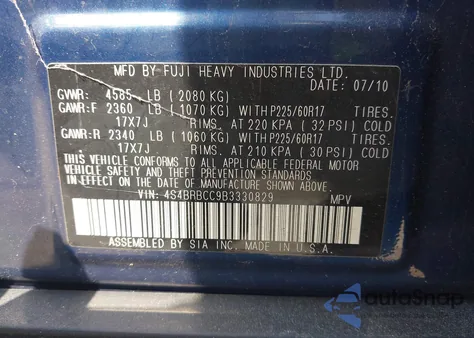 MFD BY FUJI HEAVY INDUSTRIES LTD.
DATE: 07/10
GVWR: 4585 LB (2080 KG)
GAWR:F 2360 LB (1070 KG) WITH P225/60R17 TIRES.
17X7J RIMS. AT 220 KPA (32 PSI) COLD
GAWR:R 2340 LB (1060 KG) WITH P225/60R17 TIRES.
17X7J RIMS. AT 210 KPA (30 PSI) COLD
THIS VEHICLE CONFORMS TO ALL APPLICABLE FEDERAL MOTOR
VEHICLE SAFETY AND THEFT PREVENTION STANDARDS
IN EFFECT ON THE DATE OF MANUFACTURE SHOWN ABOVE.
VIN: 4S4BRBCC9B3330829 MPV
ASSEMBLED BY SIA INC. MADE IN U.S.A.
autoSnap